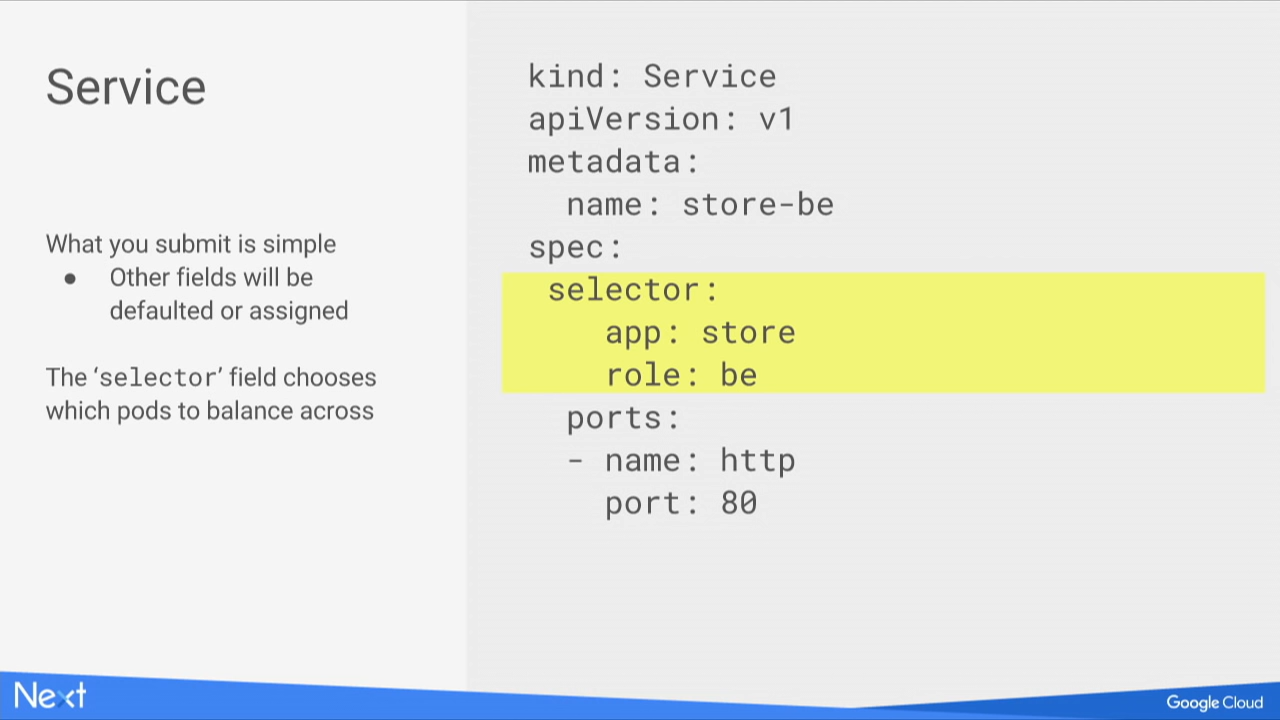 Service
What you submit is simple
● Other fields will be
defaulted or assigned
The ‘selector’ field chooses
which pods to balance across
kind: Service
apiVersion: v1
metadata:
  name: store-be
spec:
 selector:
    app: store
    role: be
  ports:
  - name: http
    port: 80
Next
Google Cloud